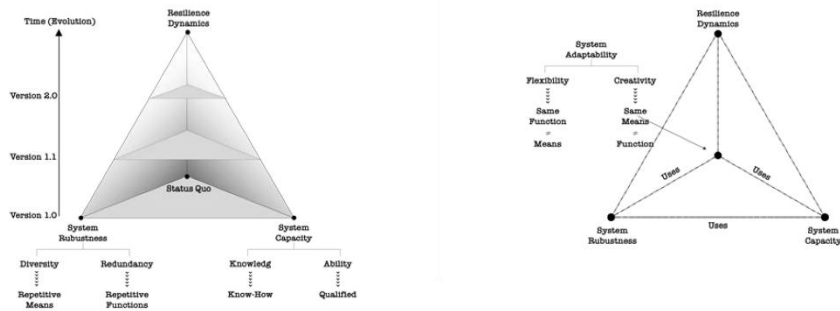 Time (Evolution)
Resilience
Dynamics
Version 2.0
Version 1.1
Version 1.0
Status Quo
System
Rubustness
System
Capacity
Diversity
Redundancy
Knowledg
Ability
Repetitive
Means
Repetitive
Functions
Know-How
Qualified
Resilience
Dynamics
System
Adaptability
Flexibility
Creativity
Same
Function
≠
Means
Same
Means
≠
Function
Uses
Uses
Uses
System
Rubustness
System
Capacity